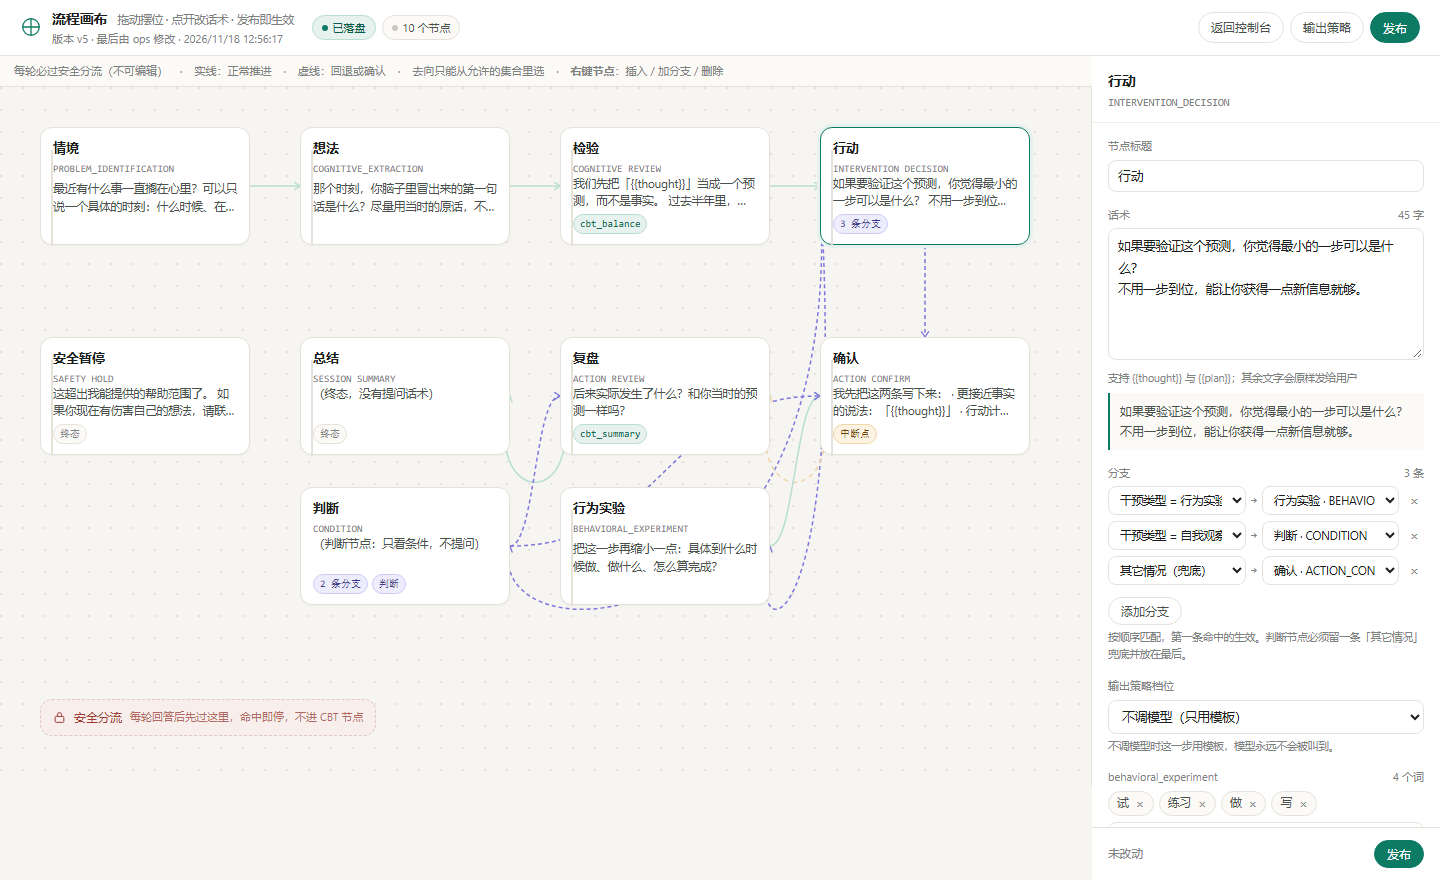 流程画布 拖动摆位 · 点开改话术 · 发布即生效
版本 v5 · 最后由 ops 修改 · 2026/11/18 12:56:17
已落盘
10 个节点
返回控制台
输出策略
发布
每轮必过安全分流（不可编辑） · 实线：正常推进 · 虚线：回退或确认 · 去向只能从允许的集合里选 · 右键节点：插入 / 加分支 / 删除
情境
PROBLEM_IDENTIFICATION
最近有什么事一直搁在心里？可以只
说一个具体的时刻：什么时候、在...
想法
COGNITIVE_EXTRACTION
那个时刻，你脑子里冒出来的第一句
话是什么？尽量用当时的原话，不...
检验
COGNITIVE REVIEW
我们先把「{{thought}}」当成一个预
测，而不是事实。 过去半年里，...
cbt_balance
行动
INTERVENTION DECISION
如果要验证这个预测，你觉得最小的
一步可以是什么？ 不用一步到位...
3 条分支
安全暂停
SAFETY HOLD
这超出我能提供的帮助范围了。 如
果你现在有伤害自己的想法，请联...
终态
总结
SESSION SUMMARY
（终态，没有提问话术）
终态
复盘
ACTION REVIEW
后来实际发生了什么？和你当时的预
测一样吗？
cbt_summary
确认
ACTION CONFIRM
我先把这两条写下来： · 更接近事实
的说法：「{{thought}}」 · 行动计...
中断点
判断
CONDITION
（判断节点：只看条件，不提问）
2 条分支
判断
行为实验
BEHAVIORAL_EXPERIMENT
把这一步再缩小一点：具体到什么时
候做、做什么、怎么算完成？
安全分流 每轮回答后先过这里，命中即停，不进 CBT 节点
行动
INTERVENTION_DECISION
节点标题
行动
话术 45 字
如果要验证这个预测，你觉得最小的一步可以是什
么？
不用一步到位，能让你获得一点新信息就够。
支持 {{thought}} 与 {{plan}}；其余文字会原样发给用户
如果要验证这个预测，你觉得最小的一步可以是什么？
不用一步到位，能让你获得一点新信息就够。
分支 3 条
干预类型 = 行为实验 → 行为实验 · BEHAVIO ×
干预类型 = 自我观察 → 判断 · CONDITION ×
其它情况（兜底） → 确认 · ACTION_CON ×
添加分支
按顺序匹配，第一条命中的生效。判断节点必须留一条「其它情况」
兜底并放在最后。
输出策略档位
不调模型（只用模板）
不调模型时这一步用模板，模型永远不会被叫到。
behavioral_experiment 4 个词
试 × 练习 × 做 × 写 ×
未改动
发布